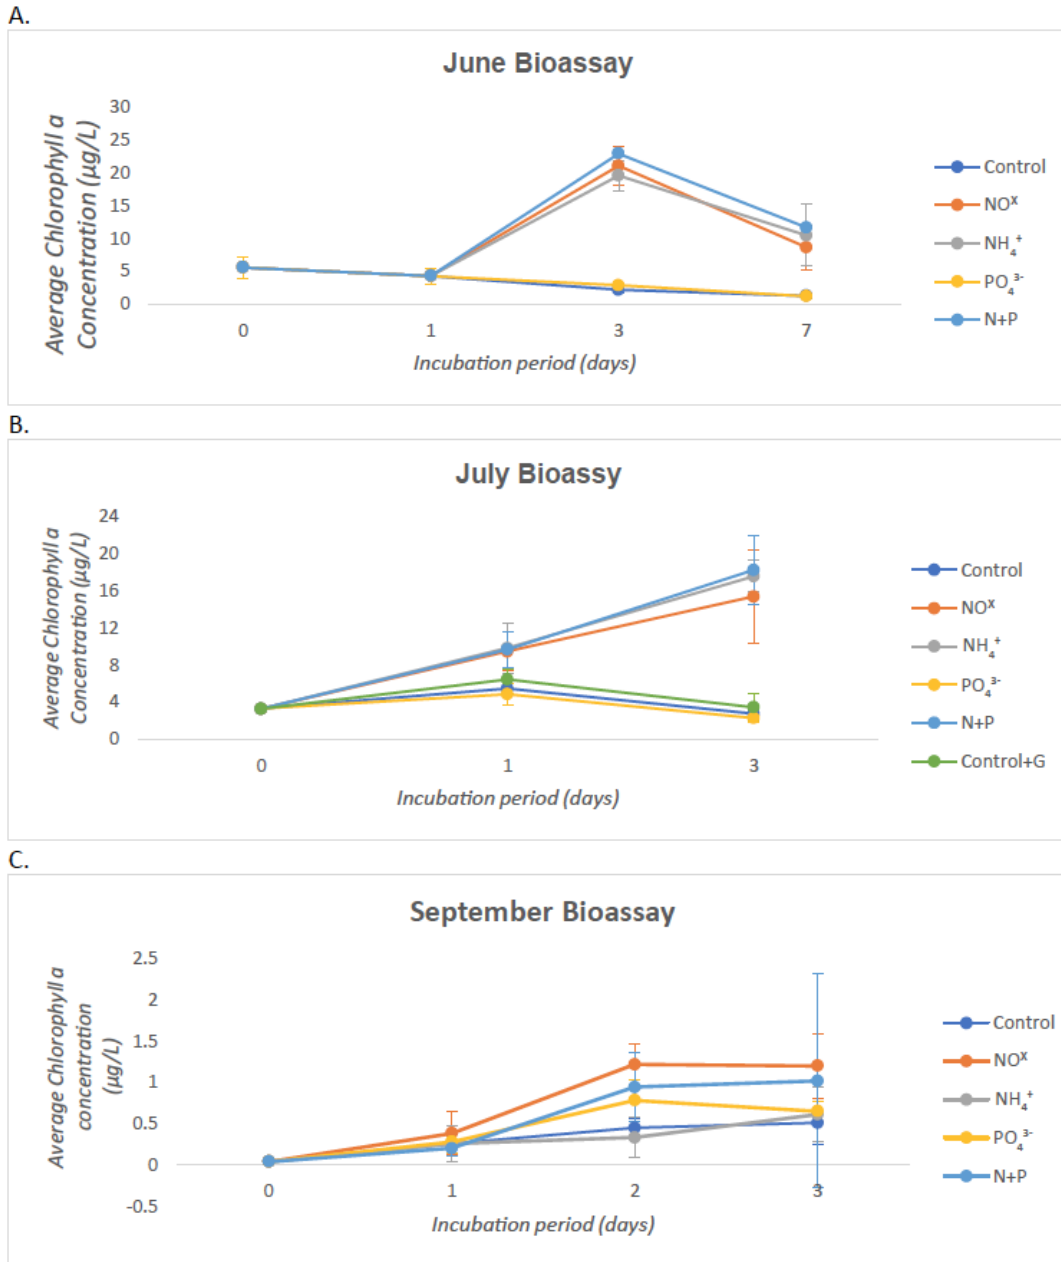 A.
June Bioassay
Average Chlorophyll a
Concentration (µg/L)
30
25
20
15
10
5
0
0 1 3 7
Incubation period (days)
Control
NOˣ
NH₄⁺
PO₄³⁻
N+P
B.
July Bioassy
Average Chlorophyll a
Concentration (µg/L)
24
20
16
12
8
4
0
0 1 3
Incubation period (days)
Control
NOˣ
NH₄⁺
PO₄³⁻
N+P
Control+G
C.
September Bioassay
Average Chlorophyll a
concentration
(µg/L)
2.5
2
1.5
1
0.5
0
-0.5
0 1 2 3
Incubation period (days)
Control
NOˣ
NH₄⁺
PO₄³⁻
N+P